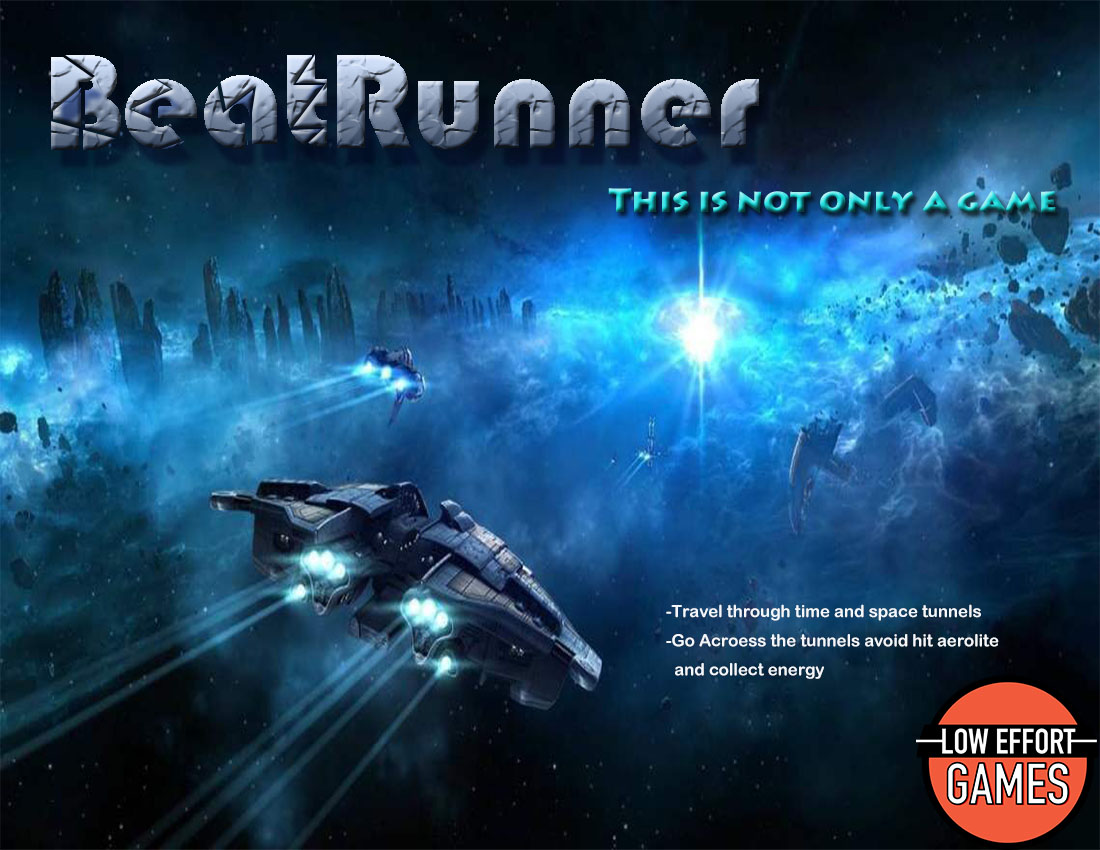 BeatRunner
THIS IS NOT ONLY A GAME
-Travel through time and space tunnels
-Go Acroess the tunnels avoid hit aerolite
and collect energy
LOW EFFORT
GAMES